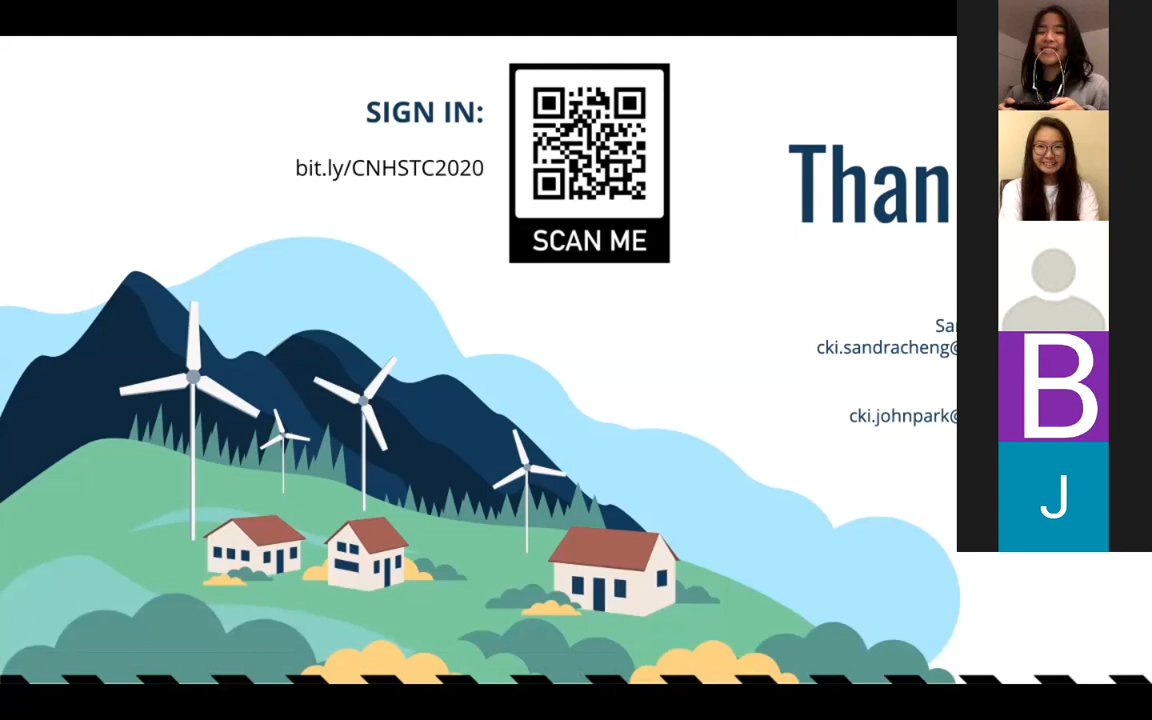 SIGN IN:
bit.ly/CNHSTC2020
SCAN ME
Than
Sa
cki.sandracheng@
cki.johnpark@
B
J